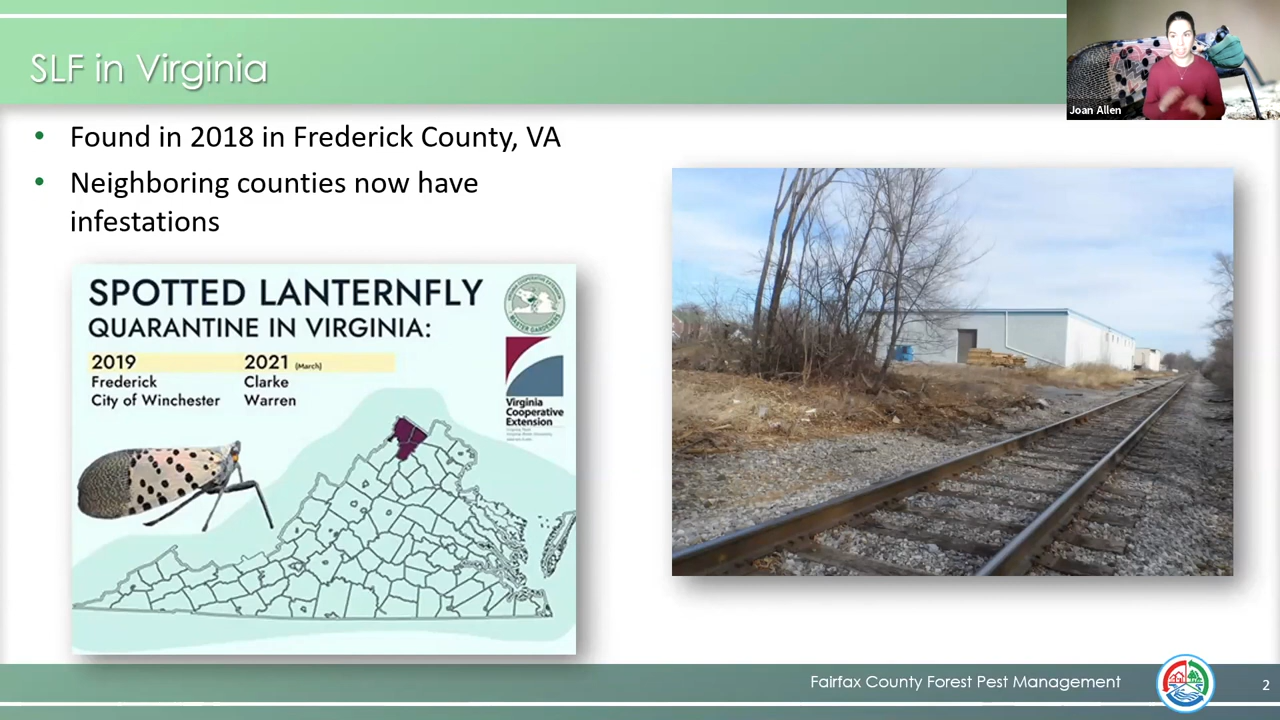 SLF in Virginia
Joan Allen
• Found in 2018 in Frederick County, VA
• Neighboring counties now have
infestations
SPOTTED LANTERNFLY
QUARANTINE IN VIRGINIA:
2019 2021 (March)
Frederick Clarke
City of Winchester Warren
MASTER GARDENERS
Virginia
Cooperative
Extension
Fairfax County Forest Pest Management
2